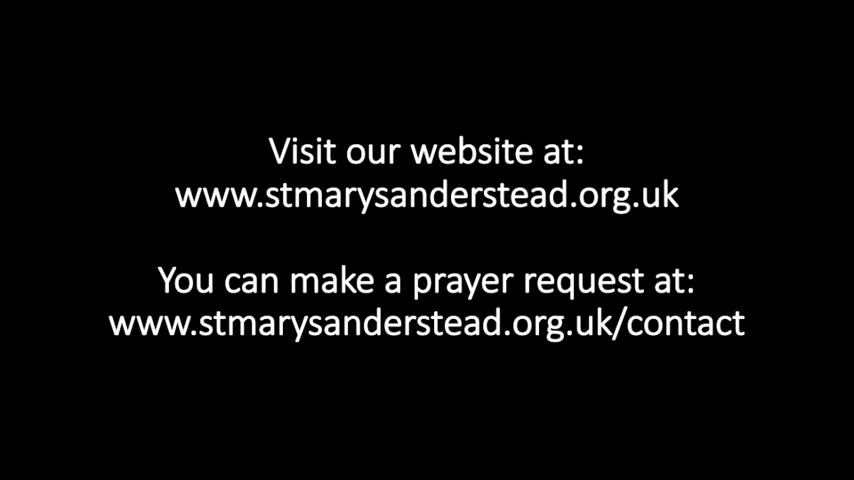 Visit our website at:
www.stmarysanderstead.org.uk
You can make a prayer request at:
www.stmarysanderstead.org.uk/contact